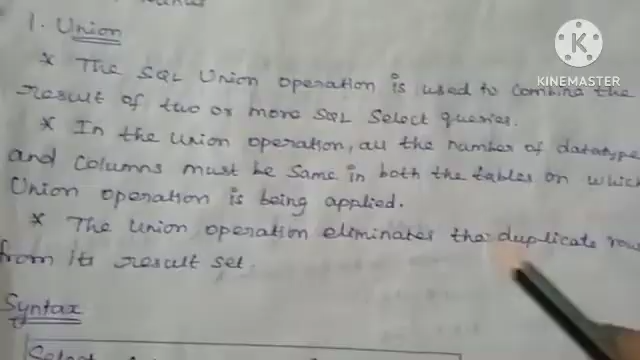 1. Union
* The SQL Union operation is used to combine the
result of two or more SQL Select queries.
* In the union operation, all the number of datatype
and columns must be same in both the tables on which
Union operation is being applied.
* The union operation eliminates the duplicate row
from its result set.
Syntax
Select
KINEMASTER